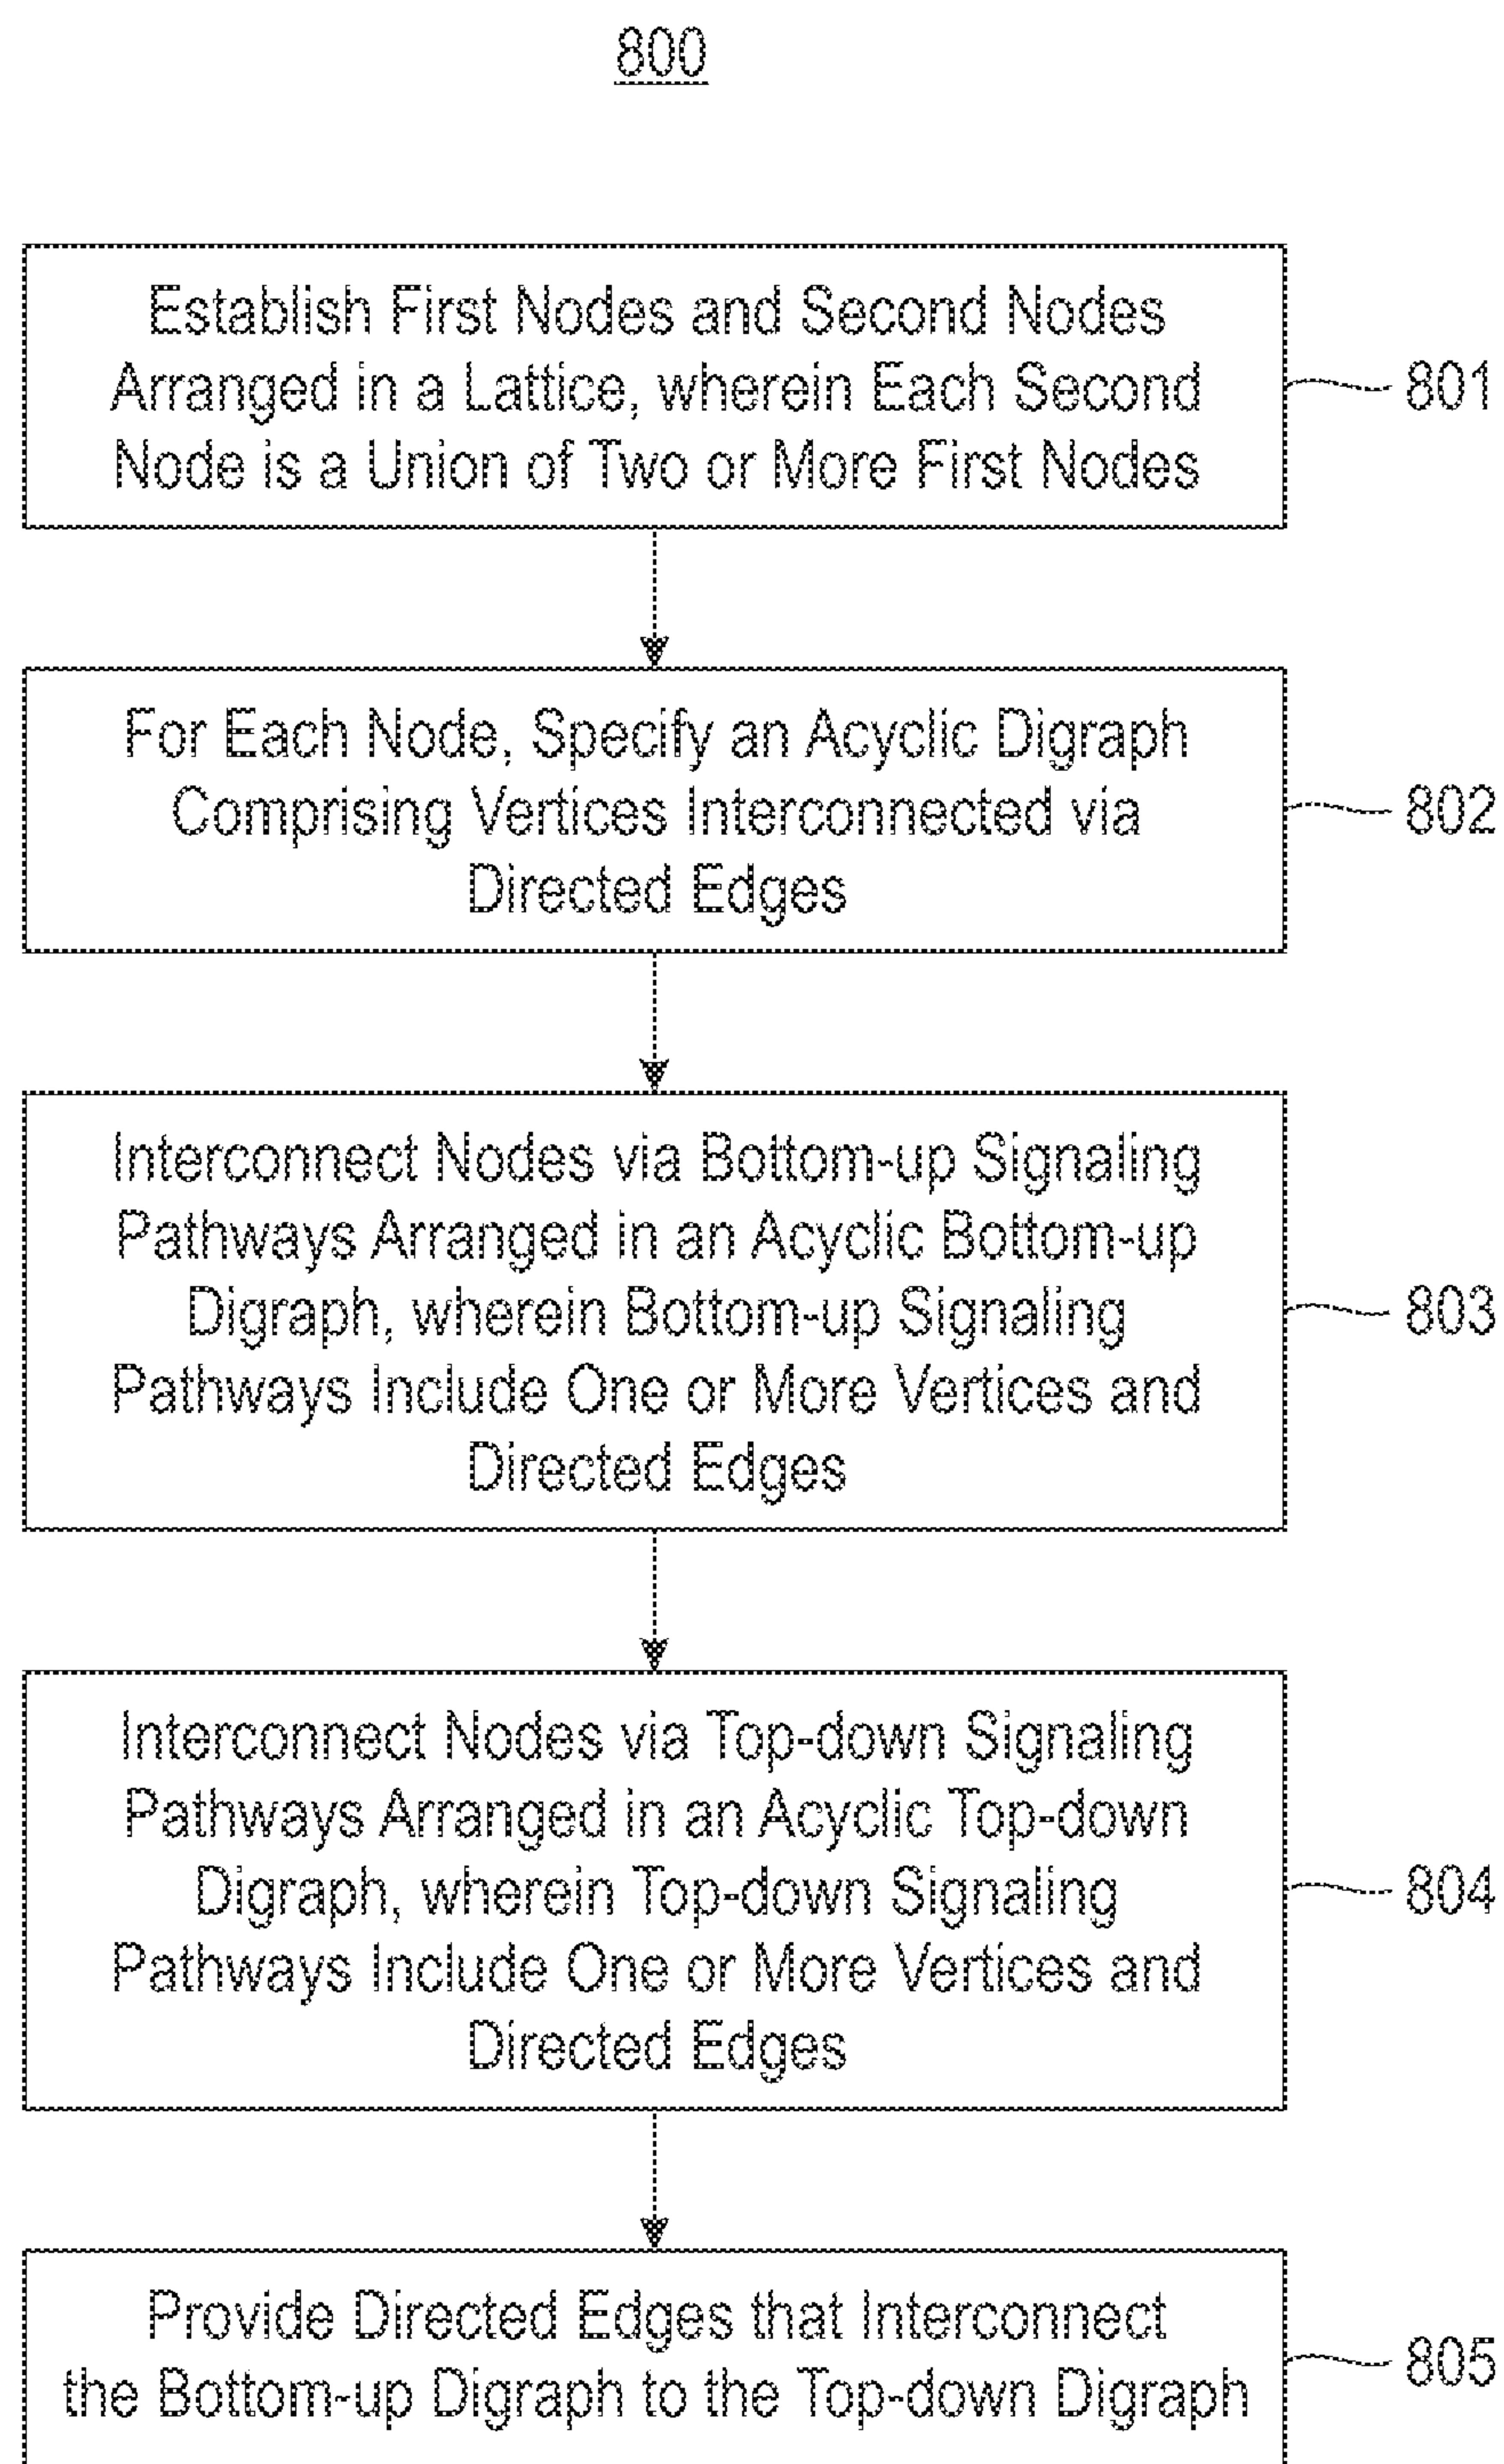 800
Establish First Nodes and Second Nodes
Arranged in a Lattice, wherein Each Second
Node is a Union of Two or More First Nodes
801
For Each Node, Specify an Acyclic Digraph
Comprising Vertices Interconnected via
Directed Edges
802
Interconnect Nodes via Bottom-up Signaling
Pathways Arranged in an Acyclic Bottom-up
Digraph, wherein Bottom-up Signaling
Pathways Include One or More Vertices and
Directed Edges
803
Interconnect Nodes via Top-down Signaling
Pathways Arranged in an Acyclic Top-down
Digraph, wherein Top-down Signaling
Pathways Include One or More Vertices and
Directed Edges
804
Provide Directed Edges that Interconnect
the Bottom-up Digraph to the Top-down Digraph
805